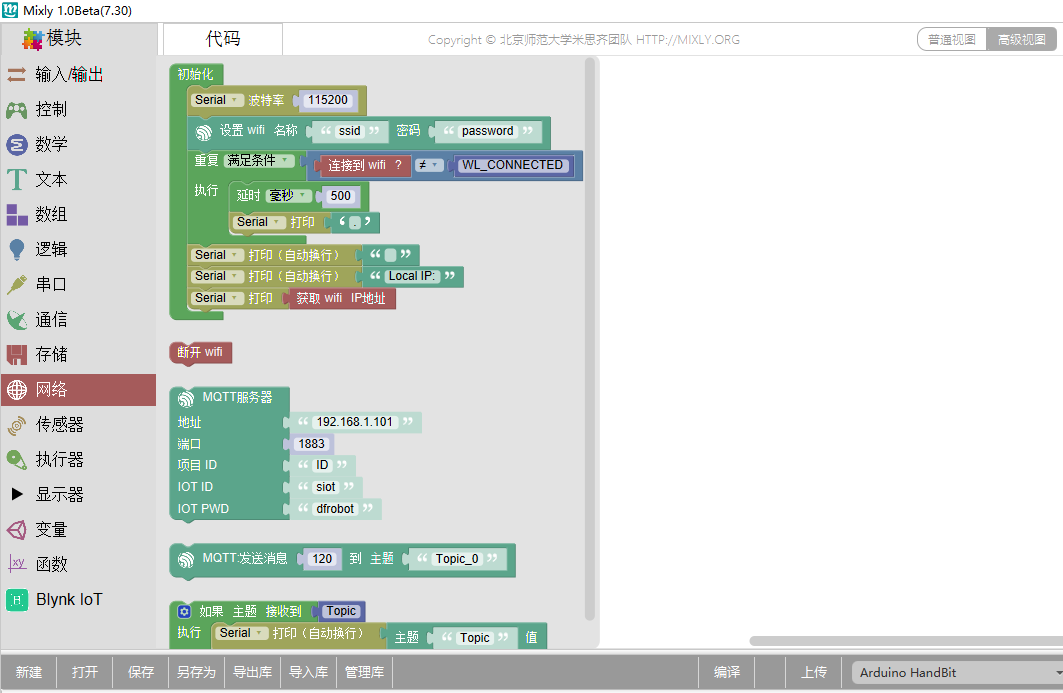 Mixly 1.0Beta(7.30)
模块
代码
Copyright © 北京师范大学米思齐团队 HTTP://MIXLY.ORG
普通视图 高级视图
输入/输出
控制
数学
文本
数组
逻辑
串口
通信
存储
网络
传感器
执行器
显示器
变量
函数
Blynk IoT
初始化
Serial 波特率 115200
设置 wifi 名称 “ ssid ” 密码 “ password ”
重复 满足条件 连接到 wifi ? ≠ WL_CONNECTED
执行 延时 毫秒 500
Serial 打印 ‘ . ’
Serial 打印（自动换行） “ ”
Serial 打印（自动换行） “ Local IP: ”
Serial 打印 获取 wifi IP地址
断开 wifi
MQTT服务器
地址 “ 192.168.1.101 ”
端口 1883
项目 ID “ ID ”
IOT ID “ siot ”
IOT PWD “ dfrobot ”
MQTT:发送消息 120 到 主题 “ Topic_0 ”
如果 主题 接收到 Topic
执行 Serial 打印（自动换行） 主题 “ Topic ” 值
新建 打开 保存 另存为 导出库 导入库 管理库 编译 上传 Arduino HandBit